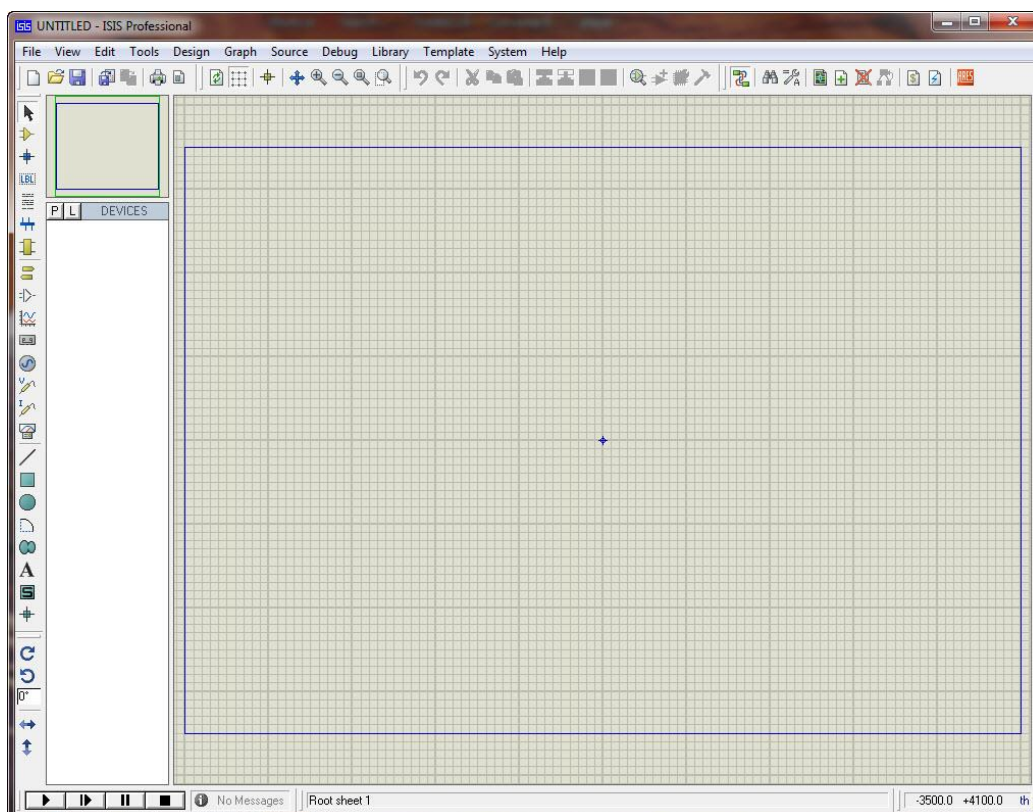 ISIS UNTITLED - ISIS Professional
File View Edit Tools Design Graph Source Debug Library Template System Help
LBL
P L DEVICES
V
I
A
S
0°
No Messages Root sheet 1 -3500.0 +4100.0 th